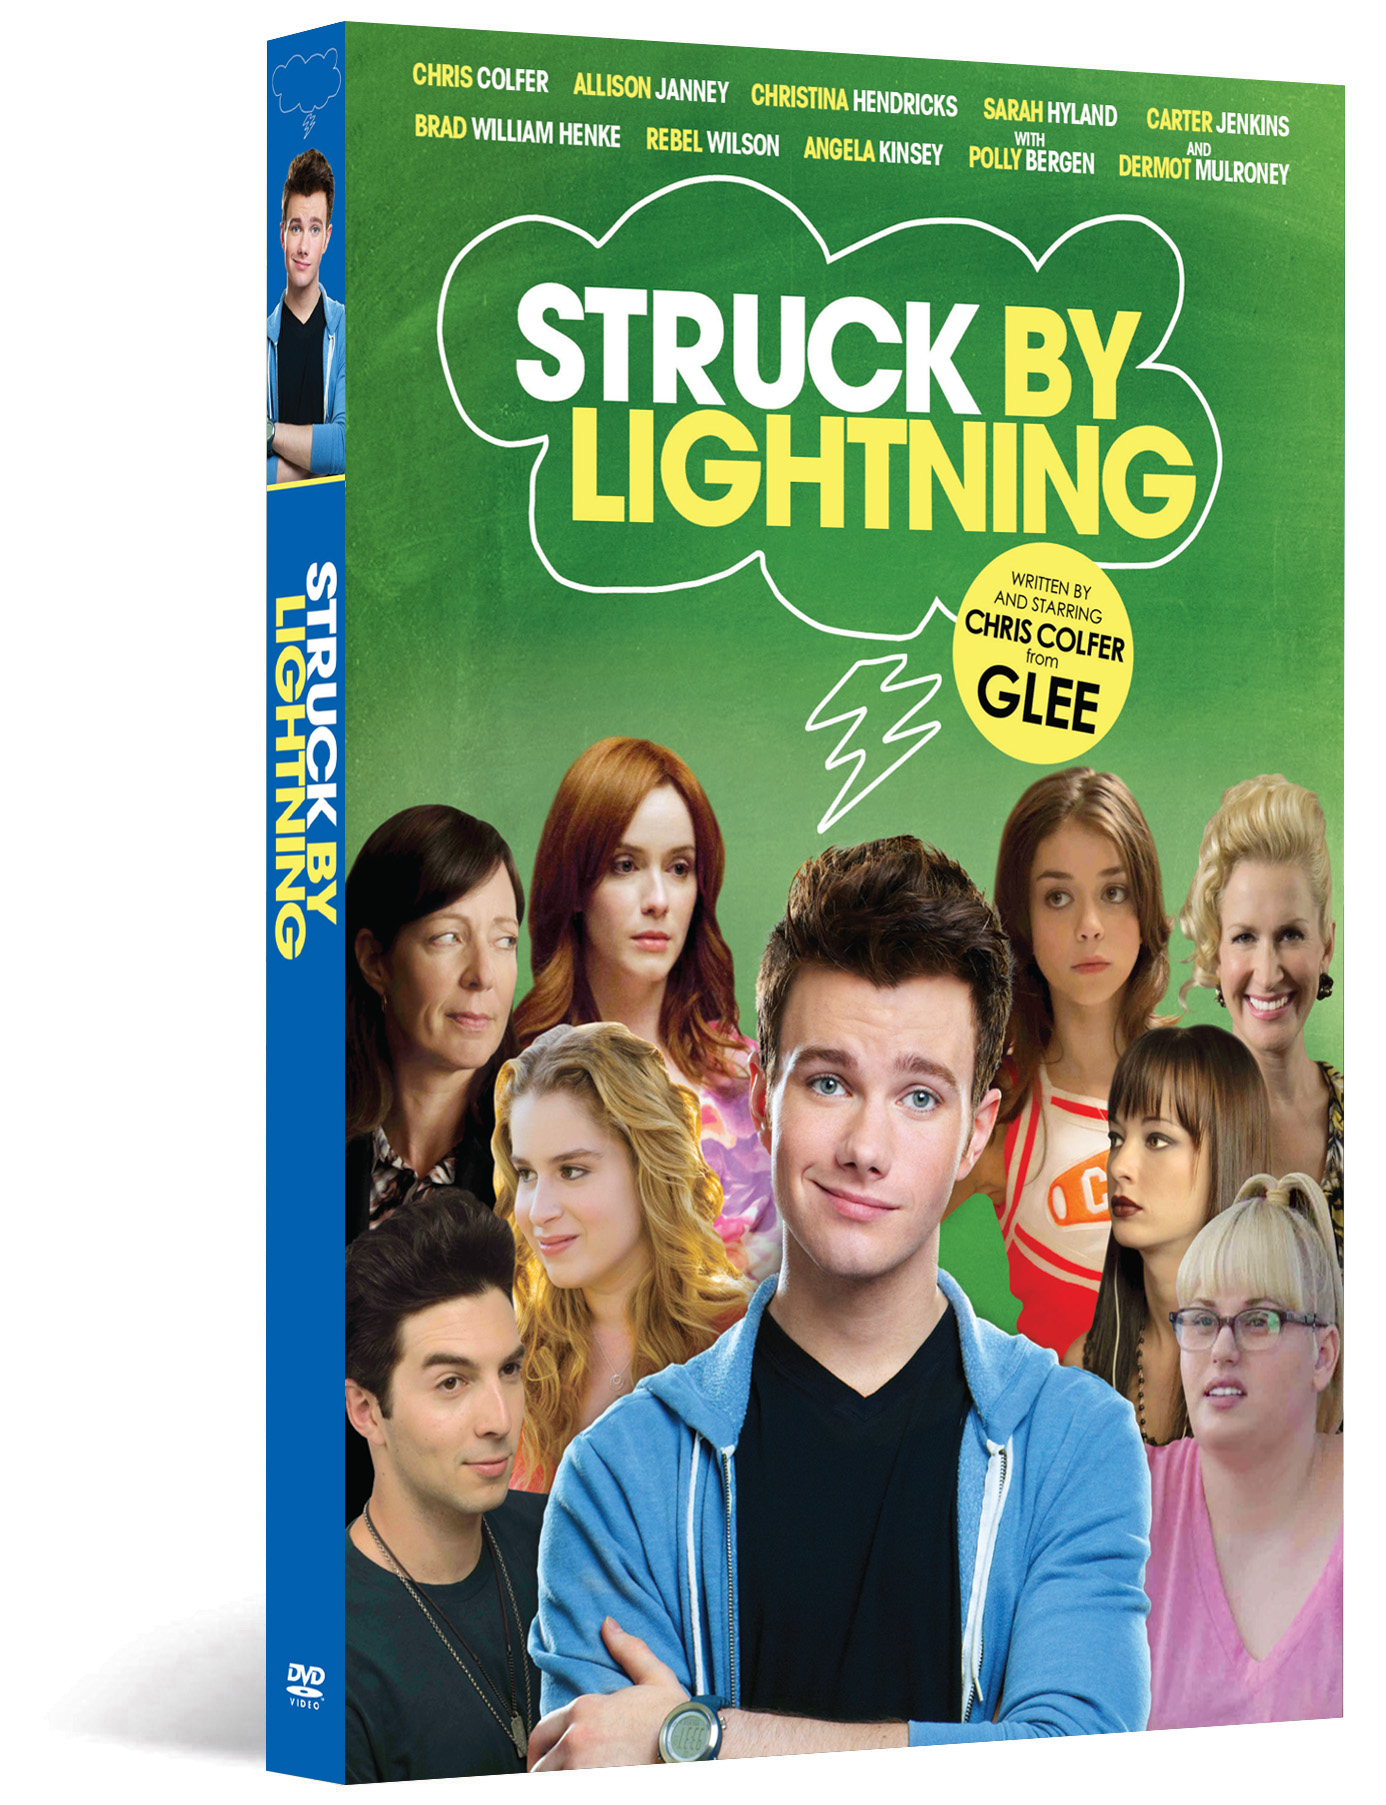 CHRIS COLFER ALLISON JANNEY CHRISTINA HENDRICKS SARAH HYLAND CARTER JENKINS
BRAD WILLIAM HENKE REBEL WILSON ANGELA KINSEY WITH POLLY BERGEN AND DERMOT MULRONEY
STRUCK BY
LIGHTNING
WRITTEN BY
AND STARRING
CHRIS COLFER
from
GLEE
C
STRUCK BY
LIGHTNING
DVD
VIDEO